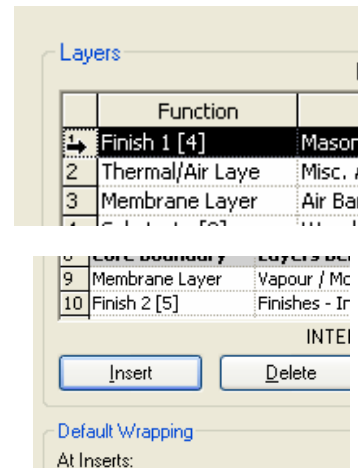 Layers
Function
1 Finish 1 [4] Mason
2 Thermal/Air Laye Misc. A
3 Membrane Layer Air Bar
Core Boundary Layers
9 Membrane Layer Vapour / Mo
10 Finish 2 [5] Finishes - In
INTE
Insert Delete
Default Wrapping
At Inserts: